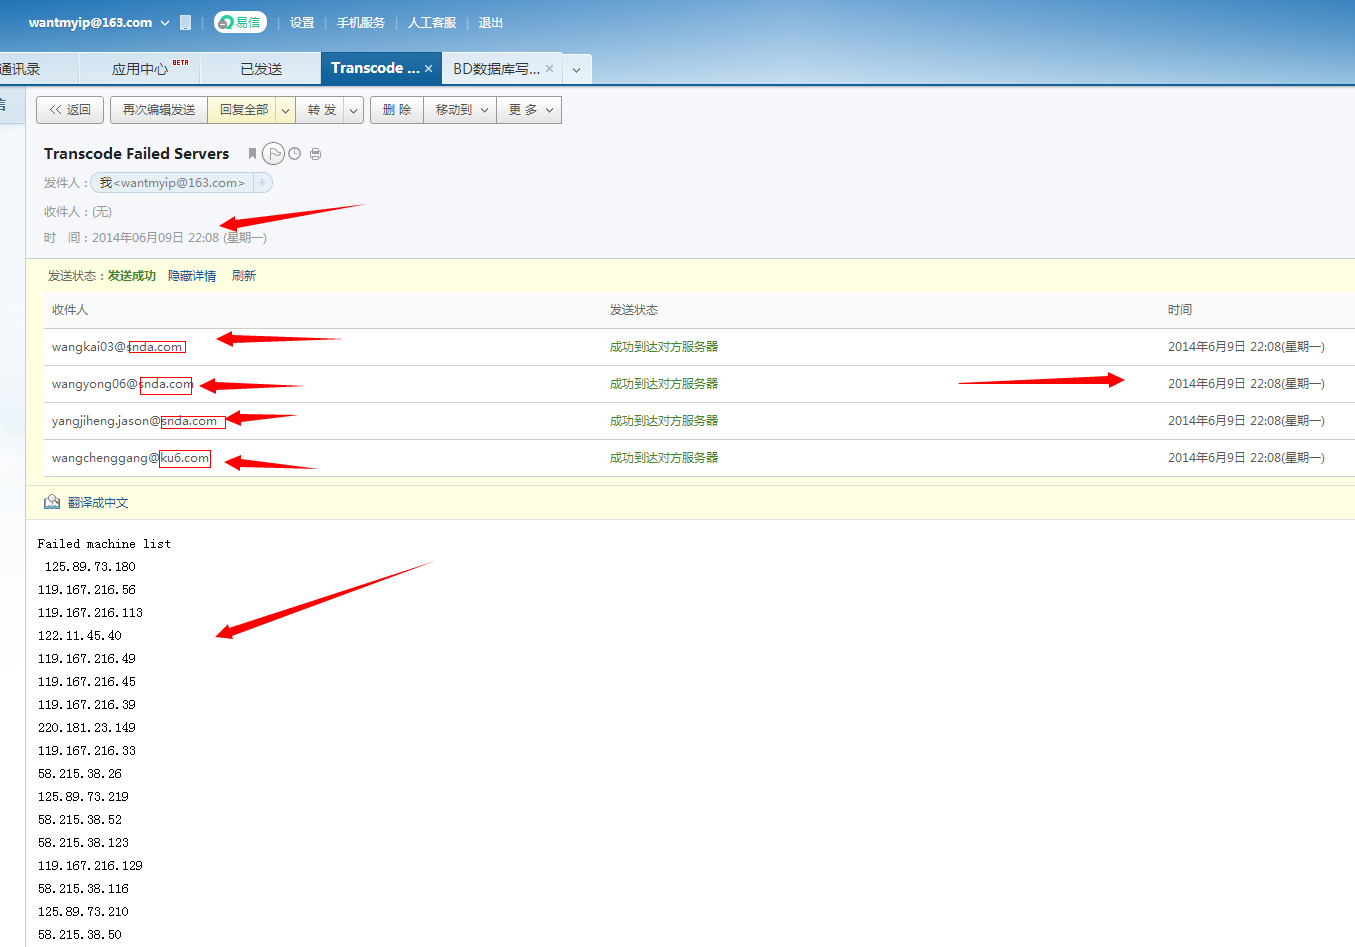 wantmyip@163.com 易信 设置 手机服务 人工客服 退出
通讯录 应用中心 BETA 已发送 Transcode ... × BD数据库写... ×
信
返回 再次编辑发送 回复全部 转 发 删 除 移动到 更 多
Transcode Failed Servers
发件人：我<wantmyip@163.com> +
收件人：(无)
时 间：2014年06月09日 22:08 (星期一)
发送状态：发送成功 隐藏详情 刷新
收件人 发送状态 时间
wangkai03@snda.com 成功到达对方服务器 2014年6月9日 22:08(星期一)
wangyong06@snda.com 成功到达对方服务器 2014年6月9日 22:08(星期一)
yangjiheng.jason@snda.com 成功到达对方服务器 2014年6月9日 22:08(星期一)
wangchenggang@ku6.com 成功到达对方服务器 2014年6月9日 22:08(星期一)
翻译成中文
Failed machine list
125.89.73.180
119.167.216.56
119.167.216.113
122.11.45.40
119.167.216.49
119.167.216.45
119.167.216.39
220.181.23.149
119.167.216.33
58.215.38.26
125.89.73.219
58.215.38.52
58.215.38.123
119.167.216.129
58.215.38.116
125.89.73.210
58.215.38.50